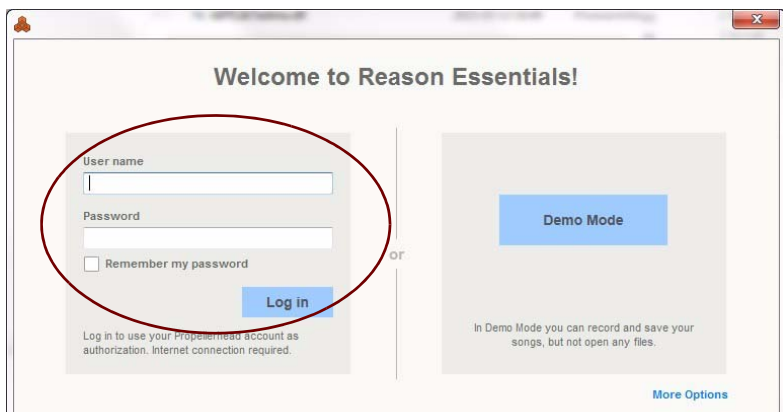 Welcome to Reason Essentials!
User name
Password
Remember my password
Log in
Log in to use your Propellerhead account as
authorization. Internet connection required.
or
Demo Mode
In Demo Mode you can record and save your
songs, but not open any files.
More Options